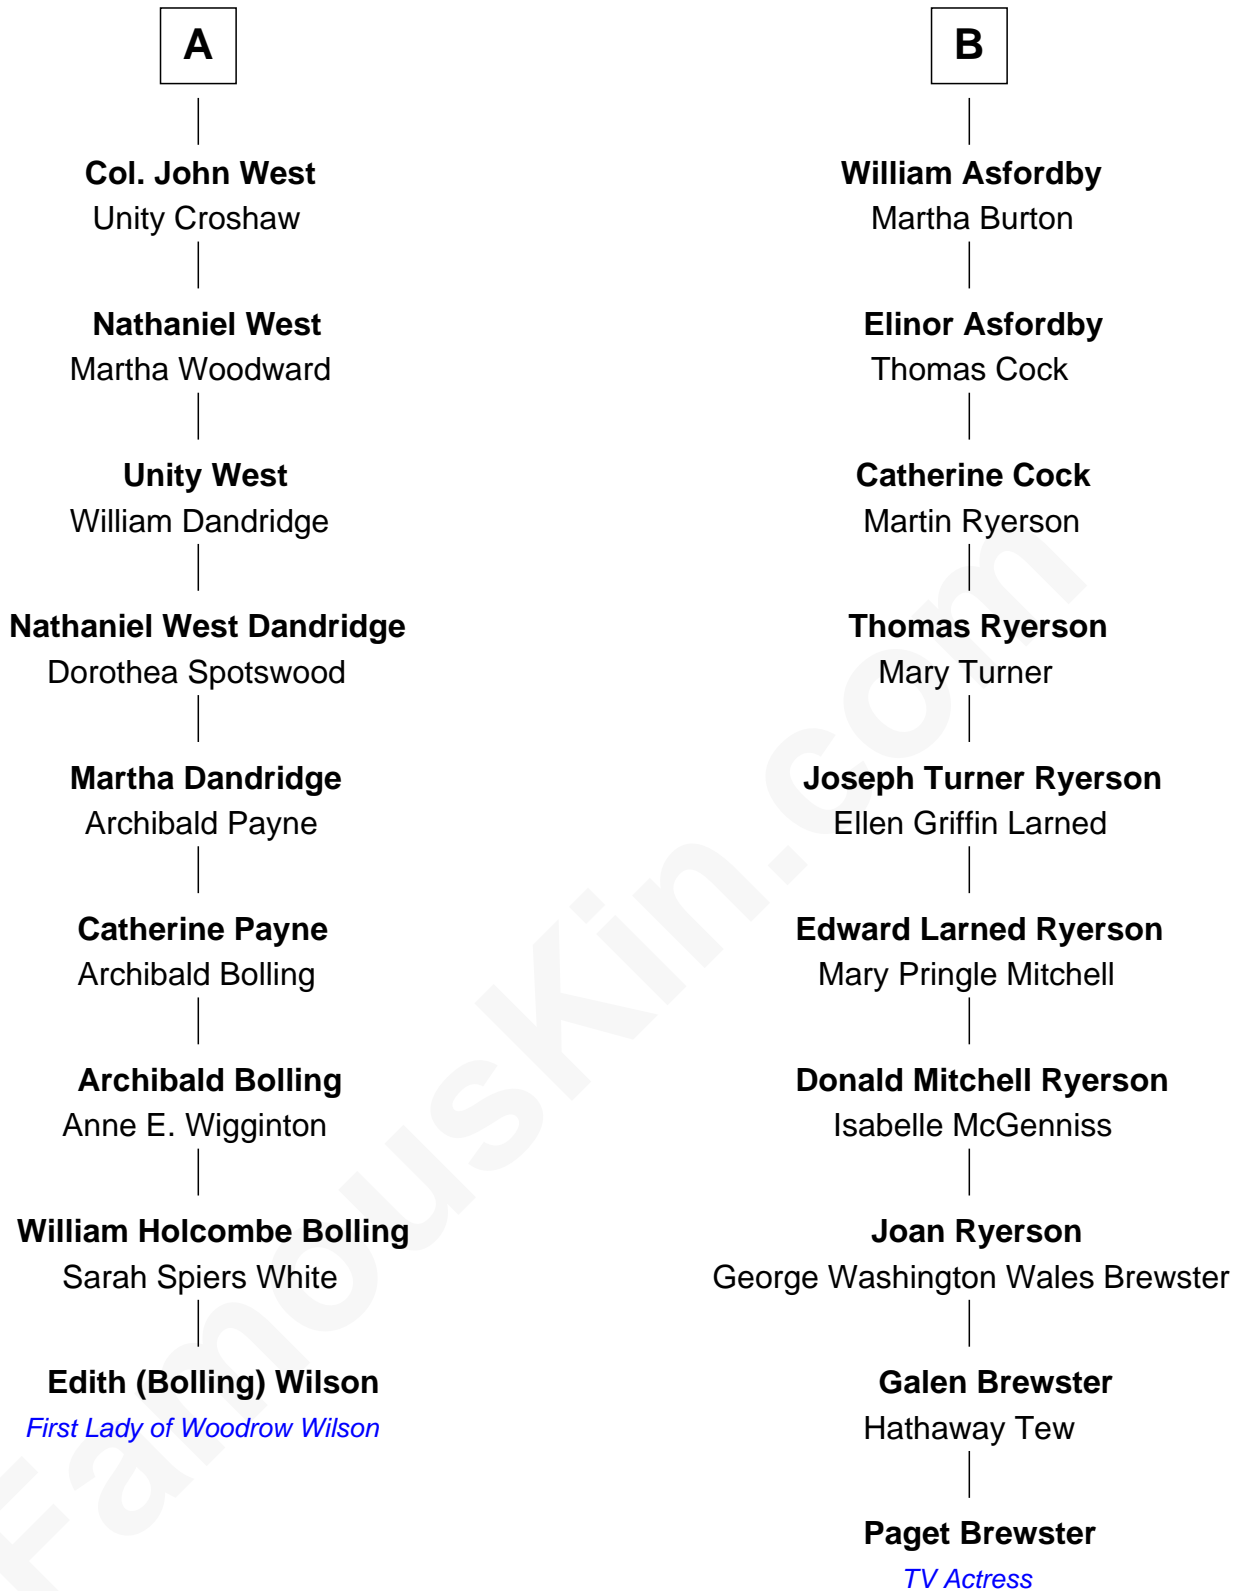 A
Col. John West
Unity Croshaw
Nathaniel West
Martha Woodward
Unity West
William Dandridge
Nathaniel West Dandridge
Dorothea Spotswood
Martha Dandridge
Archibald Payne
Catherine Payne
Archibald Bolling
Archibald Bolling
Anne E. Wigginton
William Holcombe Bolling
Sarah Spiers White
Edith (Bolling) Wilson
First Lady of Woodrow Wilson
B
William Asfordby
Martha Burton
Elinor Asfordby
Thomas Cock
Catherine Cock
Martin Ryerson
Thomas Ryerson
Mary Turner
Joseph Turner Ryerson
Ellen Griffin Larned
Edward Larned Ryerson
Mary Pringle Mitchell
Donald Mitchell Ryerson
Isabelle McGenniss
Joan Ryerson
George Washington Wales Brewster
Galen Brewster
Hathaway Tew
Paget Brewster
TV Actress
FamousKin.com